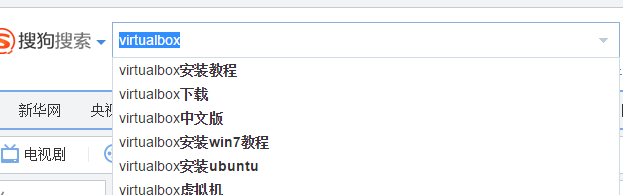 搜狗搜索
virtualbox
virtualbox安装教程
virtualbox下载
virtualbox中文版
virtualbox安装win7教程
virtualbox安装ubuntu
virtualbox虚拟机
新华网
央视
电视剧